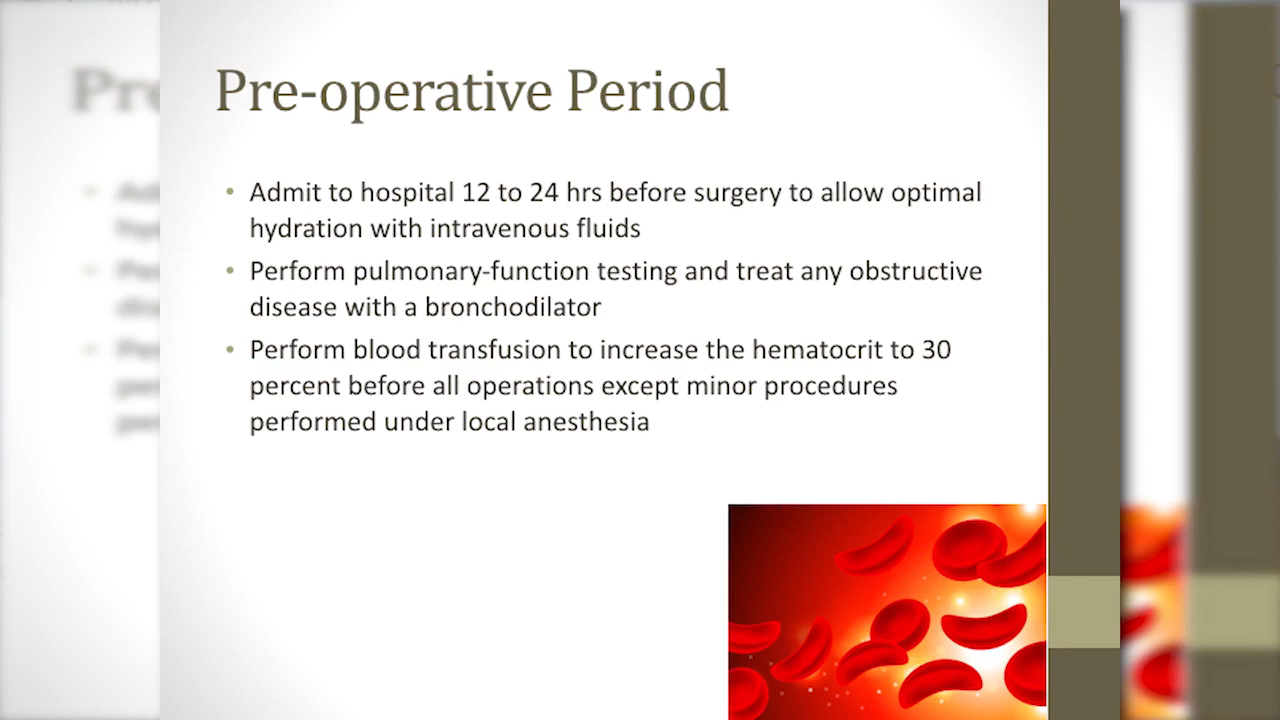 Pre-operative Period
• Admit to hospital 12 to 24 hrs before surgery to allow optimal
hydration with intravenous fluids
• Perform pulmonary-function testing and treat any obstructive
disease with a bronchodilator
• Perform blood transfusion to increase the hematocrit to 30
percent before all operations except minor procedures
performed under local anesthesia